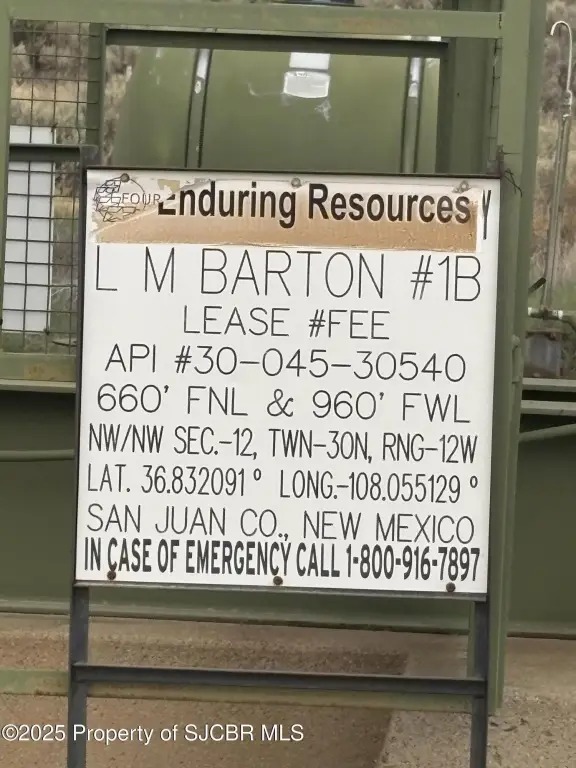 FOUR Enduring Resources Y
L M BARTON #1B
LEASE #FEE
API #30-045-30540
660' FNL & 960' FWL
NW/NW SEC.-12, TWN-30N, RNG-12W
LAT. 36.832091° LONG.-108.055129°
SAN JUAN CO., NEW MEXICO
IN CASE OF EMERGENCY CALL 1-800-916-7897
©2025 Property of SJCBR MLS